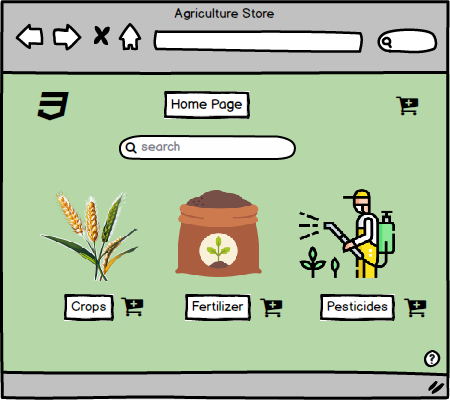 Agriculture Store
Home Page
search
Crops
Fertilizer
Pesticides
?